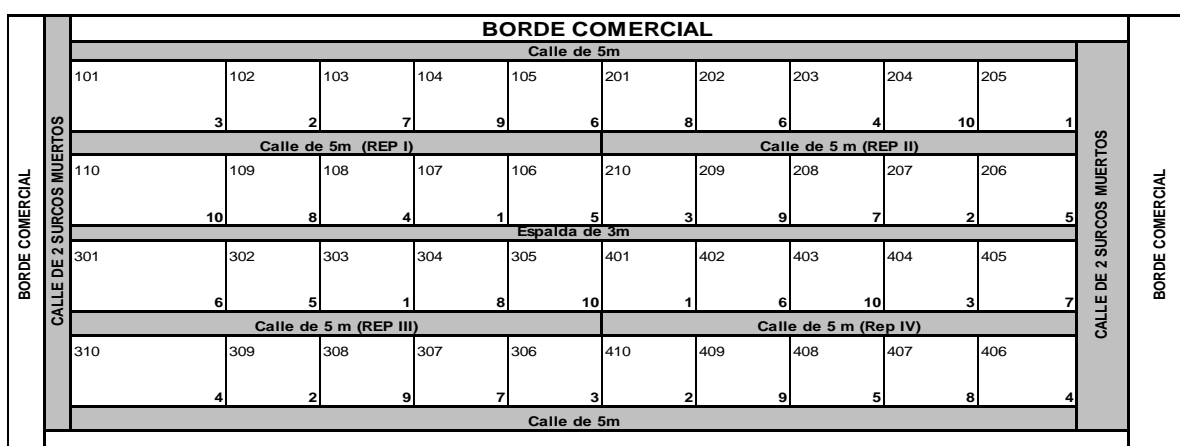 BORDE COMERCIAL
Calle de 5m
101 102 103 104 105 201 202 203 204 205
3 2 7 9 6 8 6 4 10 1
Calle de 5m (REP I) Calle de 5 m (REP II)
110 109 108 107 106 210 209 208 207 206
10 8 4 1 5 3 9 7 2 5
Espalda de 3m
301 302 303 304 305 401 402 403 404 405
6 5 1 8 10 1 6 10 3 7
Calle de 5 m (REP III) Calle de 5 m (Rep IV)
310 309 308 307 306 410 409 408 407 406
4 2 9 7 3 2 9 5 8 4
Calle de 5m
BORDE COMERCIAL
CALLE DE 2 SURCOS MUERTOS
CALLE DE 2 SURCOS MUERTOS
BORDE COMERCIAL